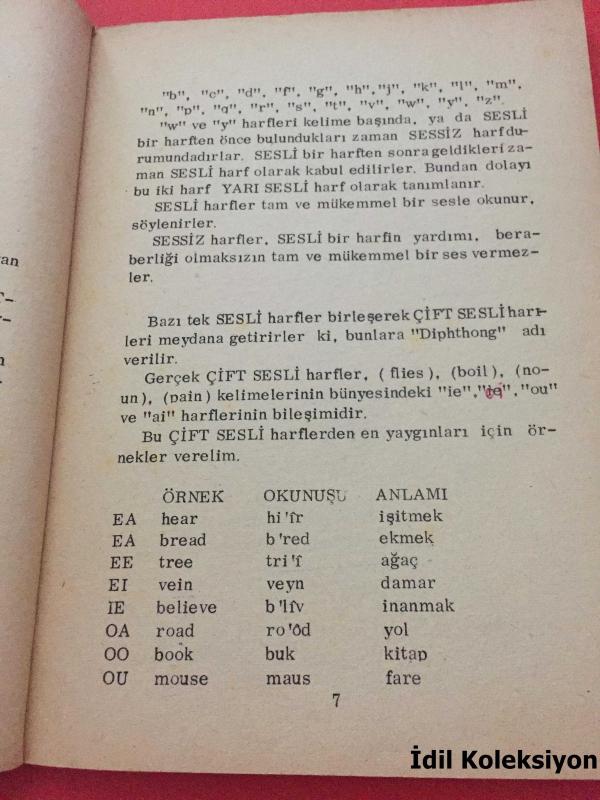 "b", "c", "d", "f", "g", "h", "j", "k", "l", "m",
"n", "p", "q", "r", "s", "t", "v", "w", "y", "z".
"w" ve "y" harfleri kelime başında, ya da SESLİ
bir harften önce bulundukları zaman SESSİZ harf du-
rumundadırlar. SESLİ bir harften sonra geldikleri za-
man SESLİ harf olarak kabul edilirler. Bundan dolayı
bu iki harf YARI SESLİ harf olarak tanımlanır.
SESLİ harfler tam ve mükemmel bir sesle okunur,
söylenirler.
SESSİZ harfler, SESLİ bir harfin yardımı, bera-
berliği olmaksızın tam ve mükemmel bir ses vermez-
ler.
Bazı tek SESLİ harfler birleşerek ÇİFT SESLİ harf-
leri meydana getirirler ki, bunlara "Diphthong" adı
verilir.
Gerçek ÇİFT SESLİ harfler, ( flies ), (boil), (no-
un), (pain) kelimelerinin bünyesindeki "ie", "ou"
ve "ai" harflerinin bileşimidir.
Bu ÇİFT SESLİ harflerden en yaygınları için ör-
nekler verelim.
ÖRNEK OKUNUŞU ANLAMI
EA hear hi'îr işitmek
EA bread b'red ekmek
EE tree tri'î ağaç
EI vein veyn damar
IE believe b'lîv inanmak
OA road ro'ôd yol
OO book buk kitap
OU mouse maus fare
7
İdil Koleksiyon